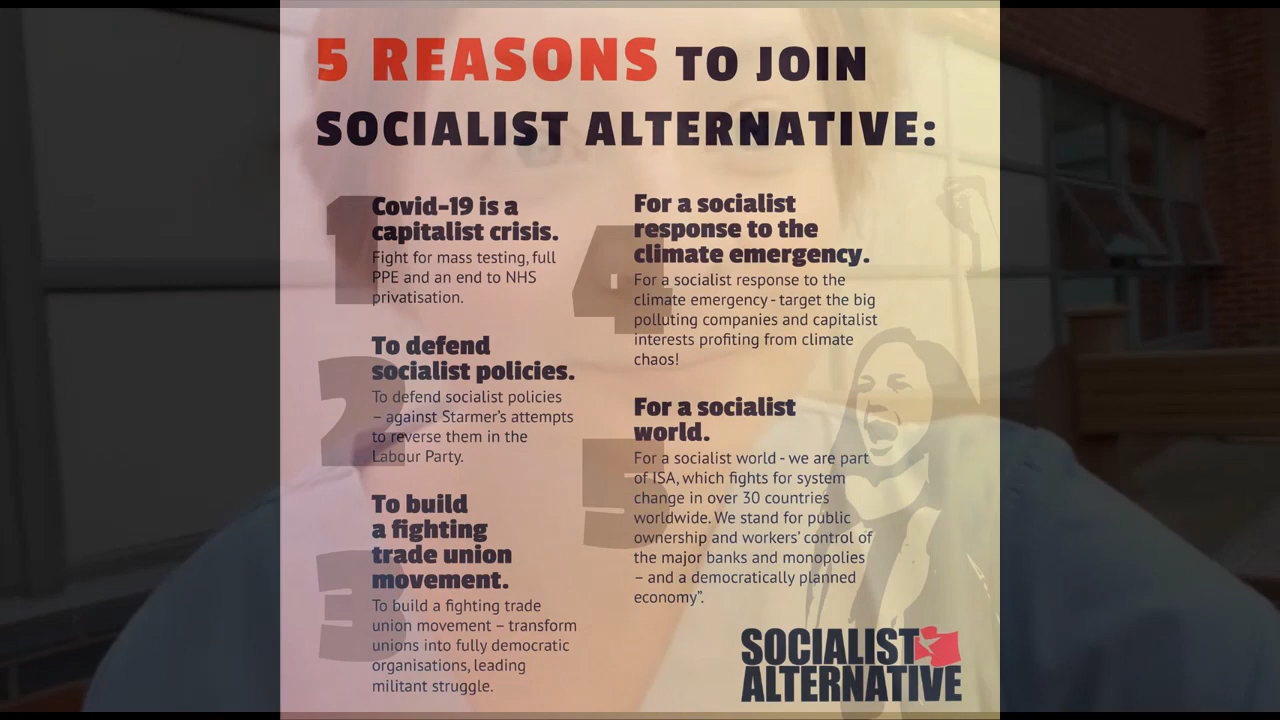 5 REASONS TO JOIN
SOCIALIST ALTERNATIVE:
1
Covid-19 is a
capitalist crisis.
Fight for mass testing, full
PPE and an end to NHS
privatisation.
2
To defend
socialist policies.
To defend socialist policies
– against Starmer's attempts
to reverse them in the
Labour Party.
3
To build
a fighting
trade union
movement.
To build a fighting trade
union movement – transform
unions into fully democratic
organisations, leading
militant struggle.
4
For a socialist
response to the
climate emergency.
For a socialist response to the
climate emergency - target the big
polluting companies and capitalist
interests profiting from climate
chaos!
5
For a socialist
world.
For a socialist world - we are part
of ISA, which fights for system
change in over 30 countries
worldwide. We stand for public
ownership and workers' control of
the major banks and monopolies
– and a democratically planned
economy”.
SOCIALIST
ALTERNATIVE